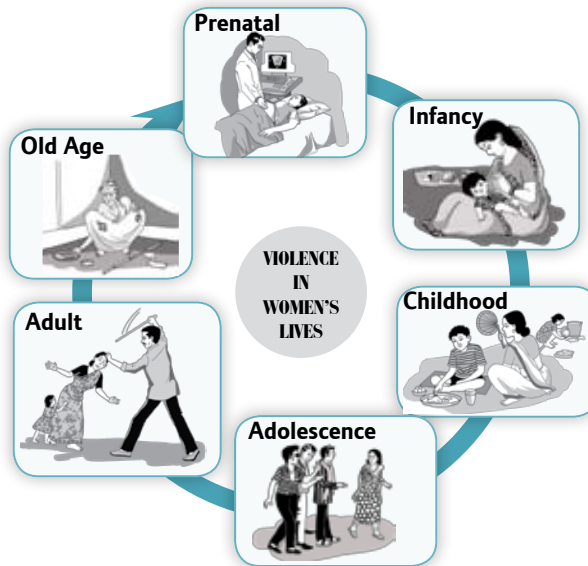 Prenatal
Infancy
Childhood
Adolescence
Adult
Old Age
VIOLENCE
IN
WOMEN'S
LIVES